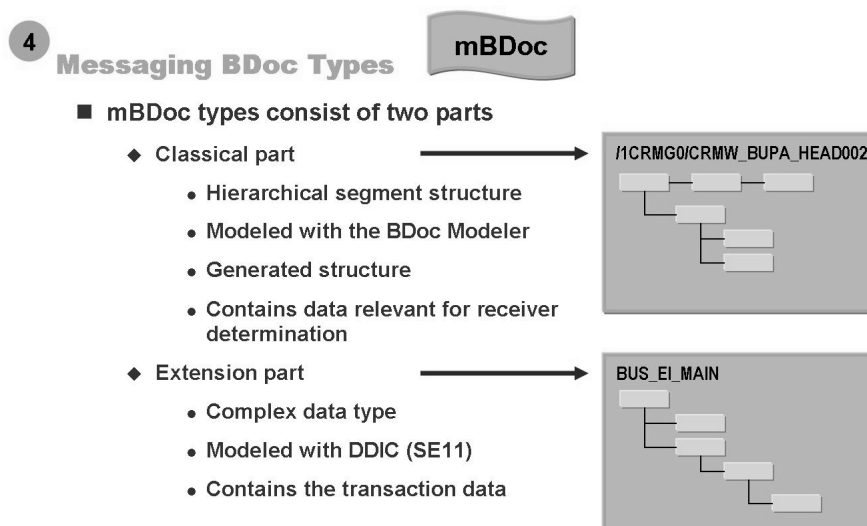 4
Messaging BDoc Types
mBDoc
■ mBDoc types consist of two parts
◆ Classical part
/1CRMG0/CRMW_BUPA_HEAD002
● Hierarchical segment structure
● Modeled with the BDoc Modeler
● Generated structure
● Contains data relevant for receiver
determination
◆ Extension part
BUS_EI_MAIN
● Complex data type
● Modeled with DDIC (SE11)
● Contains the transaction data